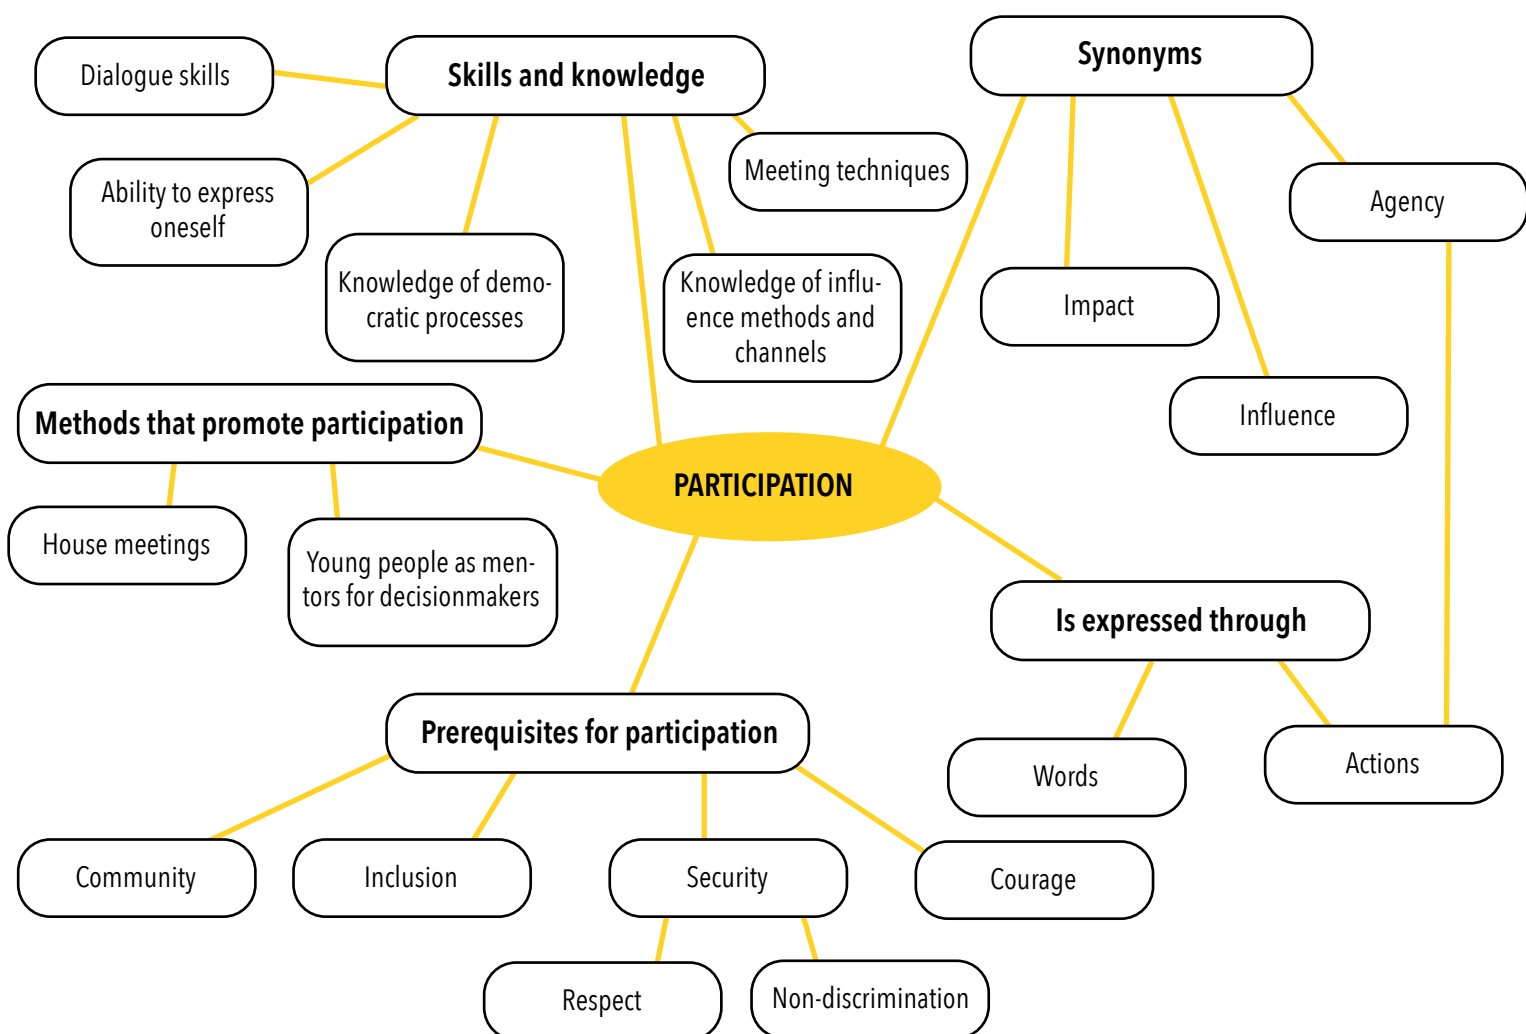 Synonyms
Skills and knowledge
Dialogue skills
Meeting techniques
Ability to express
oneself
Agency
Knowledge of demo-
cratic processes
Knowledge of influ-
ence methods and
channels
Impact
Influence
Methods that promote participation
PARTICIPATION
House meetings
Young people as men-
tors for decisionmakers
Is expressed through
Prerequisites for participation
Words
Actions
Community
Inclusion
Security
Courage
Respect
Non-discrimination